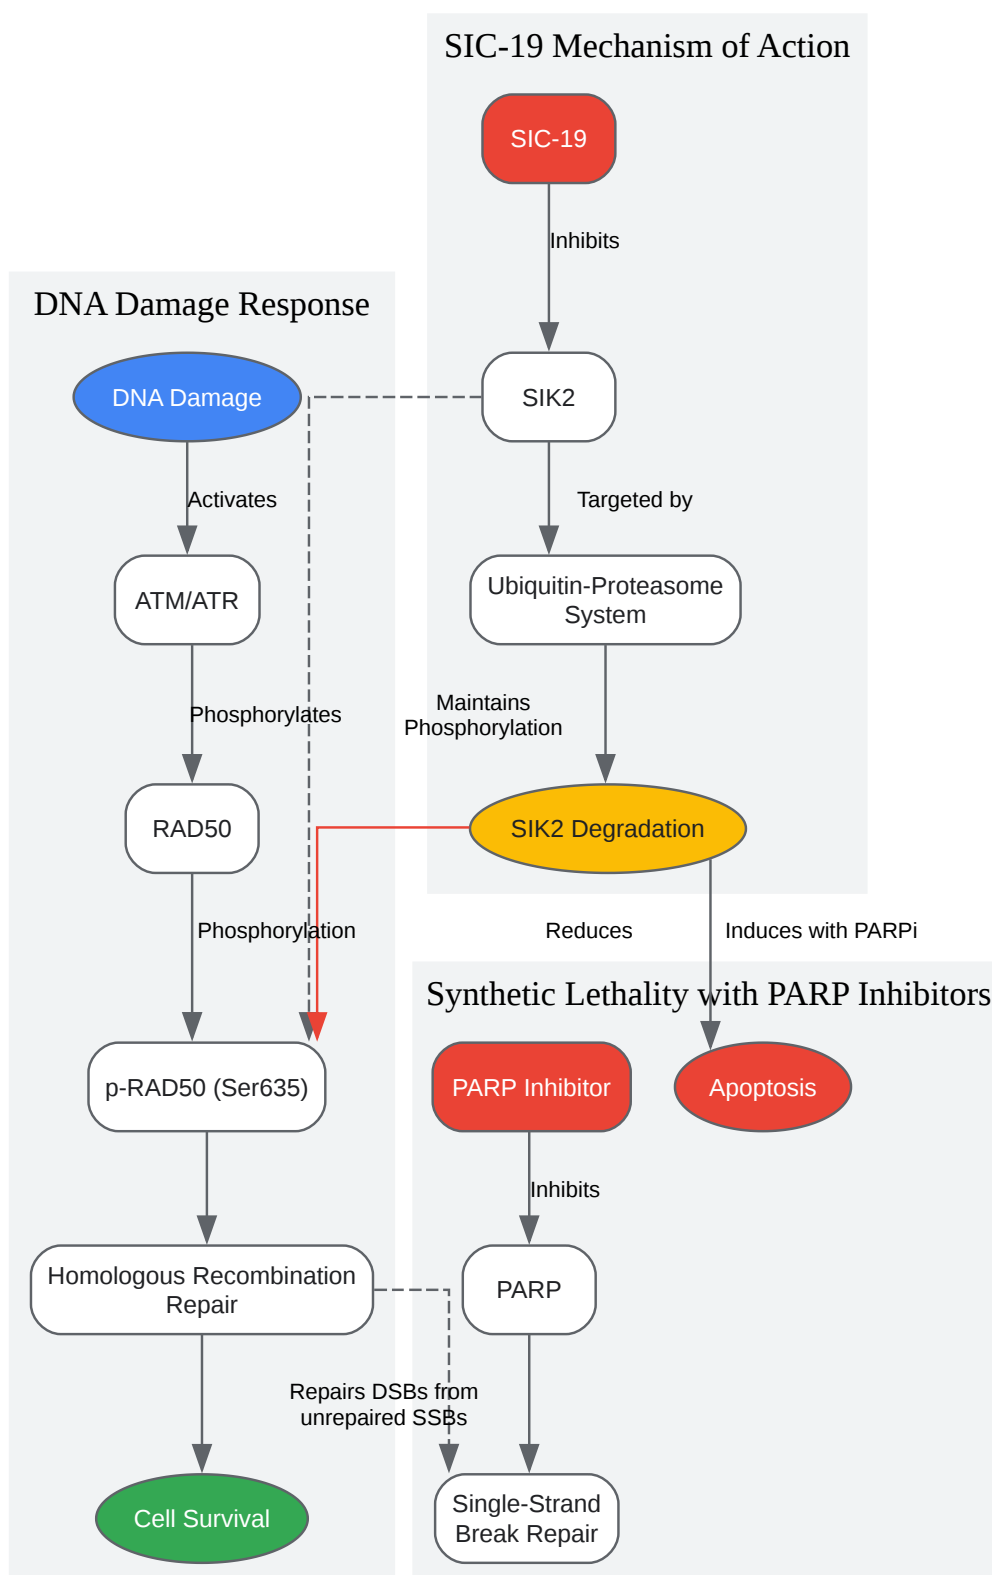 SIC-19 Mechanism of Action
SIC-19
Inhibits
DNA Damage Response
DNA Damage
SIK2
Activates
Targeted by
ATM/ATR
Ubiquitin-Proteasome
System
Phosphorylates
Maintains
Phosphorylation
RAD50
SIK2 Degradation
Phosphorylation
Reduces
Induces with PARPi
Synthetic Lethality with PARP Inhibitors
p-RAD50 (Ser635)
PARP Inhibitor
Apoptosis
Inhibits
Homologous Recombination
Repair
PARP
Repairs DSBs from
unrepaired SSBs
Cell Survival
Single-Strand
Break Repair